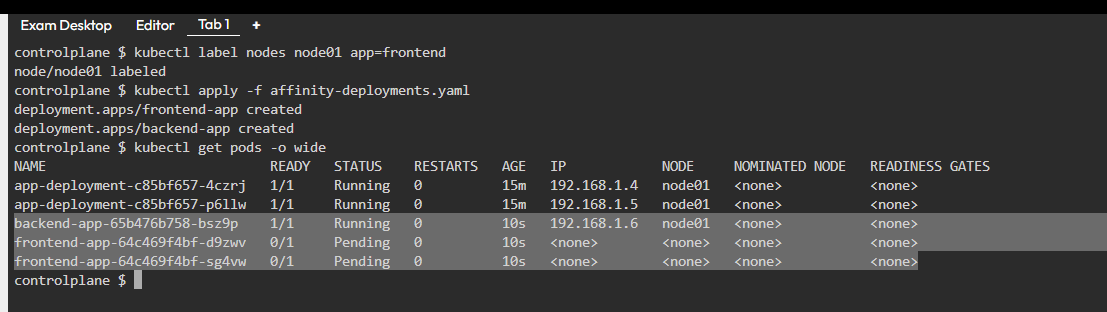 Exam Desktop Editor Tab 1 +
controlplane $ kubectl label nodes node01 app=frontend
node/node01 labeled
controlplane $ kubectl apply -f affinity-deployments.yaml
deployment.apps/frontend-app created
deployment.apps/backend-app created
controlplane $ kubectl get pods -o wide
NAME READY STATUS RESTARTS AGE IP NODE NOMINATED NODE READINESS GATES
app-deployment-c85bf657-4czrj 1/1 Running 0 15m 192.168.1.4 node01 <none> <none>
app-deployment-c85bf657-p6llw 1/1 Running 0 15m 192.168.1.5 node01 <none> <none>
backend-app-65b476b758-bsz9p 1/1 Running 0 10s 192.168.1.6 node01 <none> <none>
frontend-app-64c469f4bf-d9zwv 0/1 Pending 0 10s <none> <none> <none> <none>
frontend-app-64c469f4bf-sg4vw 0/1 Pending 0 10s <none> <none> <none> <none>
controlplane $